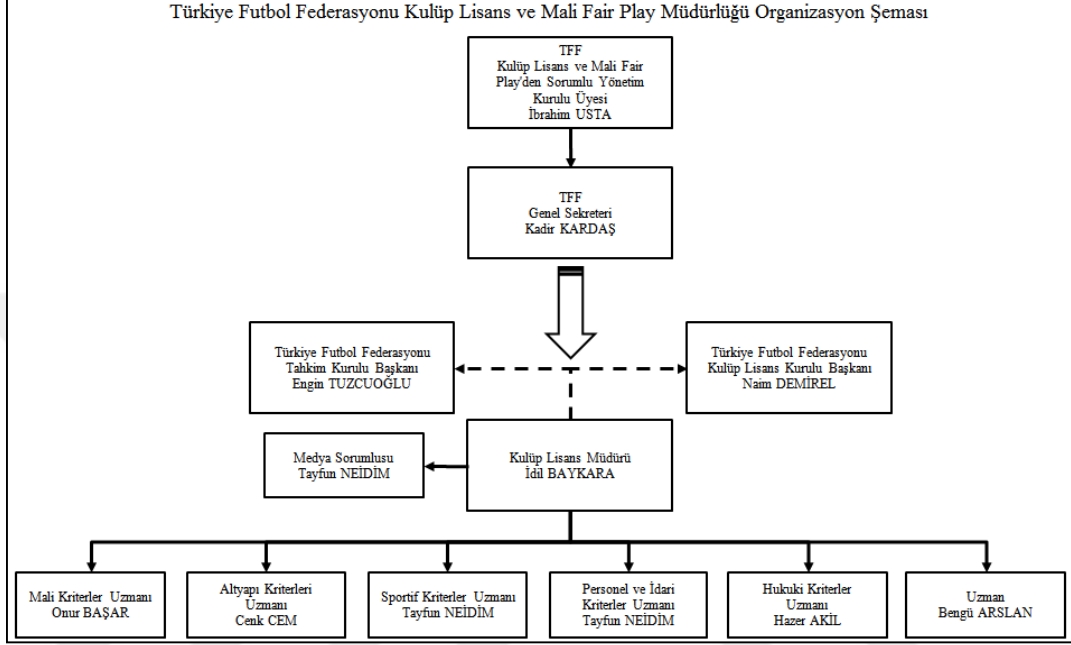 Türkiye Futbol Federasyonu Kulüp Lisans ve Mali Fair Play Müdürlüğü Organizasyon Şeması
TFF
Kulüp Lisans ve Mali Fair
Play'den Sorumlu Yönetim
Kurulu Üyesi
İbrahim USTA
TFF
Genel Sekreteri
Kadir KARDAŞ
Türkiye Futbol Federasyonu
Tahkim Kurulu Başkanı
Engin TUZCUOĞLU
Türkiye Futbol Federasyonu
Kulüp Lisans Kurulu Başkanı
Naim DEMİREL
Medya Sorumlusu
Tayfun NEİDİM
Kulüp Lisans Müdürü
İdil BAYKARA
Mali Kriterler Uzmanı
Onur BAŞAR
Altyapı Kriterleri
Uzmanı
Cenk CEM
Sportif Kriterler Uzmanı
Tayfun NEİDİM
Personel ve İdari
Kriterler Uzmanı
Tayfun NEİDİM
Hukuki Kriterler
Uzmanı
Hazer AKİL
Uzman
Bengü ARSLAN